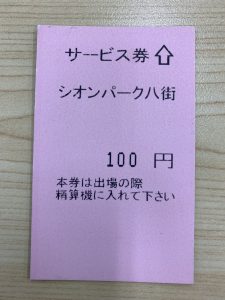 サービス券⇧
シオンパーク八街
100 円
本券は出場の際
精算機に入れて下さい